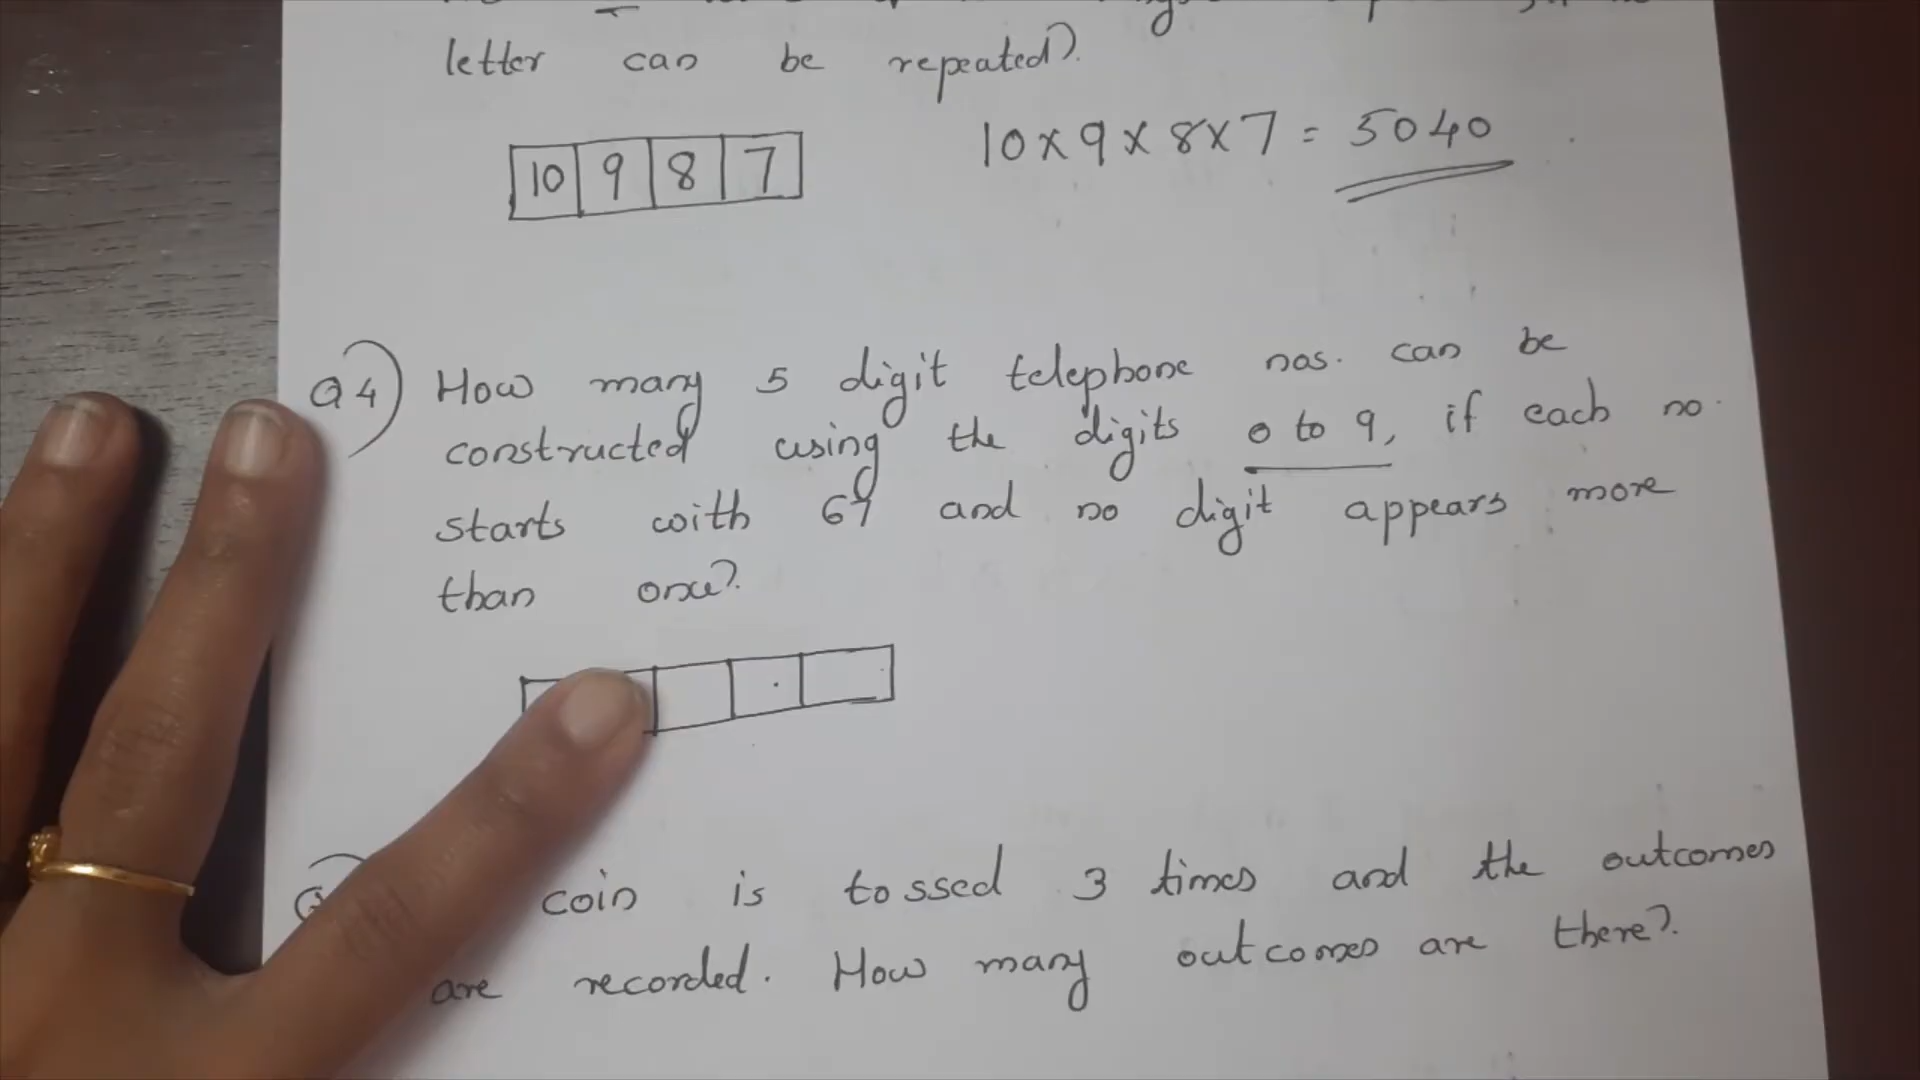 letter can be repeated).
10 9 8 7
10 x 9 x 8 x 7 = 5040
Q4) How many 5 digit telephone nos. can be
constructed using the digits 0 to 9, if each no.
starts with 67 and no digit appears more
than once?
coin is tossed 3 times and the outcomes
are recorded. How many outcomes are there?